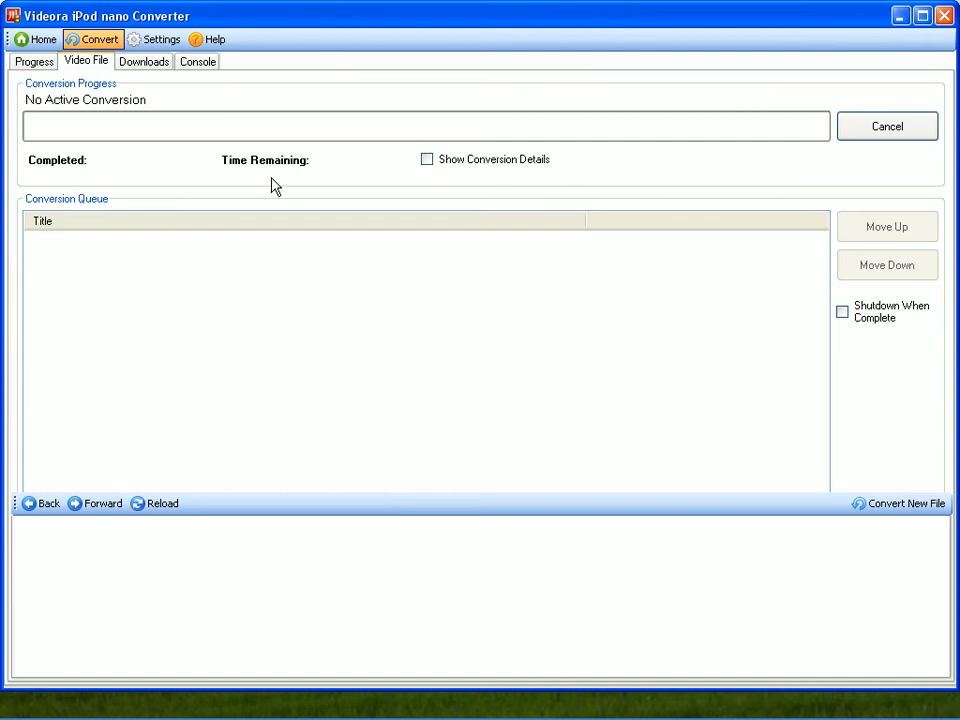 Videora iPod nano Converter
Home Convert Settings Help
Progress Video File Downloads Console
Conversion Progress
No Active Conversion
Cancel
Completed: Time Remaining: Show Conversion Details
Conversion Queue
Title
Move Up
Move Down
Shutdown When
Complete
Back Forward Reload Convert New File